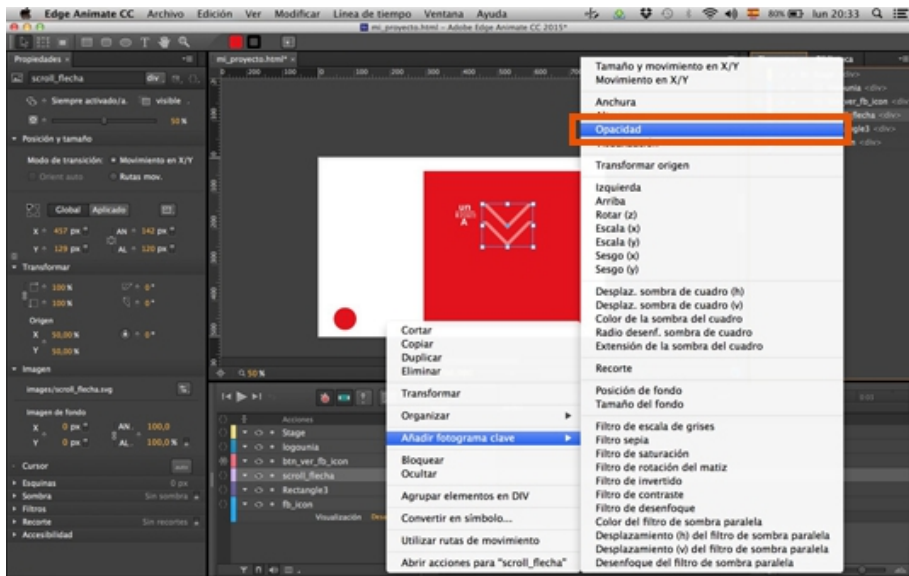 Edge Animate CC Archivo Edición Ver Modificar Línea de tiempo Ventana Ayuda 80% lun 20:33
mi_proyecto.html* - Adobe Edge Animate CC 2015*
Propiedades ×
mi_proyecto.html* ×
scroll_flecha div
Siempre activado/a. visible
50 %
Posición y tamaño
Modo de transición: Movimiento en X/Y
Orient auto Rutas mov.
Global Aplicado
X = 457 px AN = 142 px
Y = 129 px AL = 120 px
Transformar
100 % 0°
100 % 0°
Origen
X 50,00 % 0°
Y 50,00 %
Imagen
images/scroll_flecha.svg
Imagen de fondo
X 0 px AN. 100,0
Y 0 px AL. 100,0 %
Cursor auto
Esquinas 0 px
Sombra Sin sombra
Filtros
Recorte Sin recortes
Accesibilidad
un
A
50 %
Acciones
Stage
logounia
btn_ver_fb_icon
scroll_flecha
Rectangle3
fb_icon
Visualización
Cortar
Copiar
Duplicar
Eliminar
Transformar
Organizar
Añadir fotograma clave
Bloquear
Ocultar
Agrupar elementos en DIV
Convertir en símbolo...
Utilizar rutas de movimiento
Abrir acciones para "scroll_flecha"
Tamaño y movimiento en X/Y
Movimiento en X/Y
Anchura
Opacidad
Transformar origen
Izquierda
Arriba
Rotar (z)
Escala (x)
Escala (y)
Sesgo (x)
Sesgo (y)
Desplaz. sombra de cuadro (h)
Desplaz. sombra de cuadro (v)
Color de la sombra del cuadro
Radio desenf. sombra de cuadro
Extensión de la sombra del cuadro
Recorte
Posición de fondo
Tamaño del fondo
Filtro de escala de grises
Filtro sepia
Filtro de saturación
Filtro de rotación del matiz
Filtro de invertido
Filtro de contraste
Filtro de desenfoque
Color del filtro de sombra paralela
Desplazamiento (h) del filtro de sombra paralela
Desplazamiento (v) del filtro de sombra paralela
Desenfoque del filtro de sombra paralela